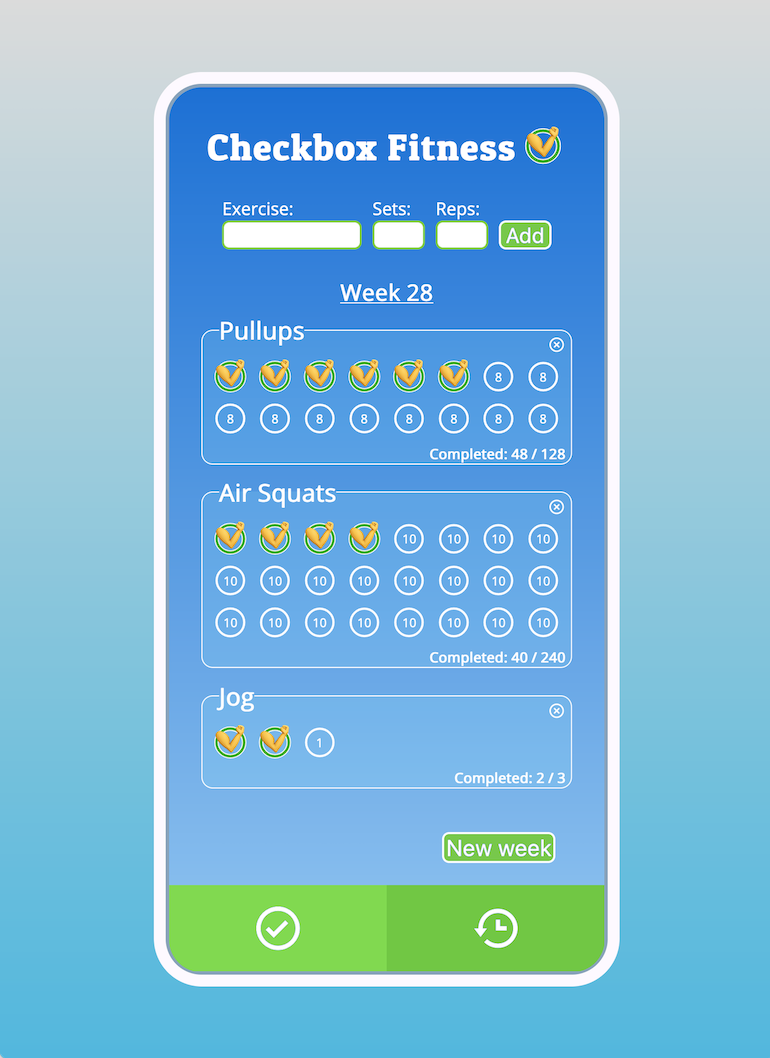 Checkbox Fitness
Exercise: Sets: Reps:
Add
Week 28
Pullups
8 8
8 8 8 8 8 8 8 8
Completed: 48 / 128
Air Squats
10 10 10 10
10 10 10 10 10 10 10 10
10 10 10 10 10 10 10 10
Completed: 40 / 240
Jog
1
Completed: 2 / 3
New week